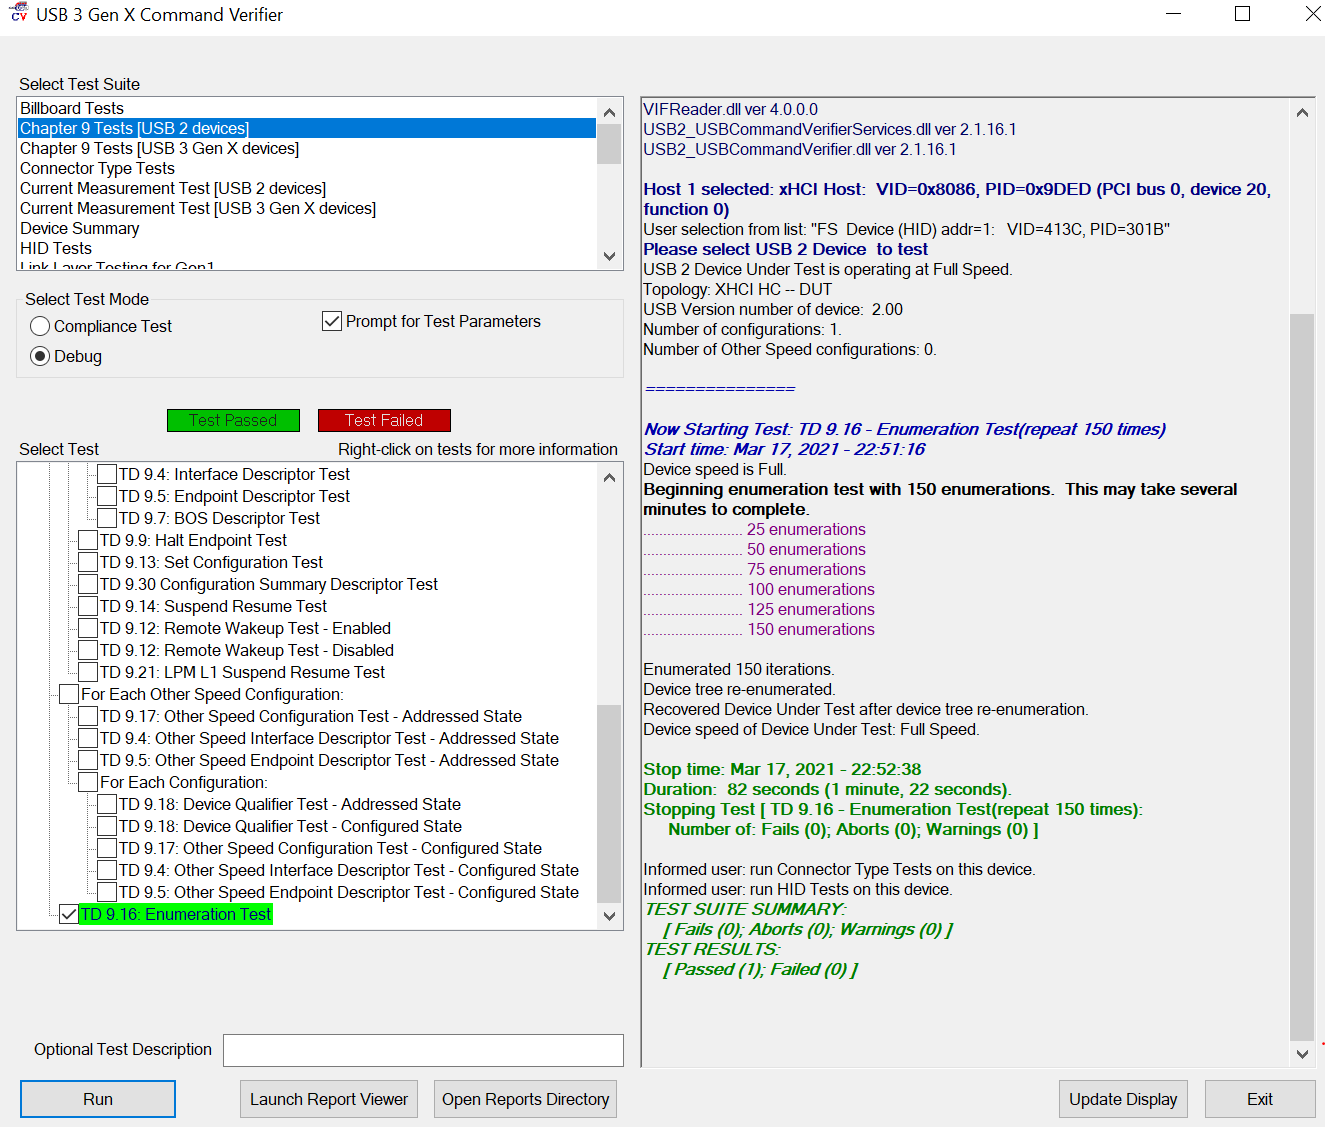 USB 3 Gen X Command Verifier
Select Test Suite
Billboard Tests
Chapter 9 Tests [USB 2 devices]
Chapter 9 Tests [USB 3 Gen X devices]
Connector Type Tests
Current Measurement Test [USB 2 devices]
Current Measurement Test [USB 3 Gen X devices]
Device Summary
HID Tests
Link Layer Testing for Gen1
Select Test Mode
Compliance Test
Prompt for Test Parameters
Debug
Test Passed
Test Failed
Select Test
Right-click on tests for more information
TD 9.4: Interface Descriptor Test
TD 9.5: Endpoint Descriptor Test
TD 9.7: BOS Descriptor Test
TD 9.9: Halt Endpoint Test
TD 9.13: Set Configuration Test
TD 9.30 Configuration Summary Descriptor Test
TD 9.14: Suspend Resume Test
TD 9.12: Remote Wakeup Test - Enabled
TD 9.12: Remote Wakeup Test - Disabled
TD 9.21: LPM L1 Suspend Resume Test
For Each Other Speed Configuration:
TD 9.17: Other Speed Configuration Test - Addressed State
TD 9.4: Other Speed Interface Descriptor Test - Addressed State
TD 9.5: Other Speed Endpoint Descriptor Test - Addressed State
For Each Configuration:
TD 9.18: Device Qualifier Test - Addressed State
TD 9.18: Device Qualifier Test - Configured State
TD 9.17: Other Speed Configuration Test - Configured State
TD 9.4: Other Speed Interface Descriptor Test - Configured State
TD 9.5: Other Speed Endpoint Descriptor Test - Configured State
TD 9.16: Enumeration Test
VIFReader.dll ver 4.0.0.0
USB2_USBCommandVerifierServices.dll ver 2.1.16.1
USB2_USBCommandVerifier.dll ver 2.1.16.1
Host 1 selected: xHCI Host:  VID=0x8086, PID=0x9DED (PCI bus 0, device 20,
function 0)
User selection from list: "FS  Device (HID) addr=1:   VID=413C, PID=301B"
Please select USB 2 Device  to test
USB 2 Device Under Test is operating at Full Speed.
Topology: XHCI HC -- DUT
USB Version number of device:  2.00
Number of configurations: 1.
Number of Other Speed configurations: 0.
===============
Now Starting Test: TD 9.16 - Enumeration Test(repeat 150 times)
Start time: Mar 17, 2021 - 22:51:16
Device speed is Full.
Beginning enumeration test with 150 enumerations.  This may take several
minutes to complete.
......................... 25 enumerations
......................... 50 enumerations
......................... 75 enumerations
......................... 100 enumerations
......................... 125 enumerations
......................... 150 enumerations
Enumerated 150 iterations.
Device tree re-enumerated.
Recovered Device Under Test after device tree re-enumeration.
Device speed of Device Under Test: Full Speed.
Stop time: Mar 17, 2021 - 22:52:38
Duration:  82 seconds (1 minute, 22 seconds).
Stopping Test [ TD 9.16 - Enumeration Test(repeat 150 times):
Number of: Fails (0); Aborts (0); Warnings (0) ]
Informed user: run Connector Type Tests on this device.
Informed user: run HID Tests on this device.
TEST SUITE SUMMARY:
[ Fails (0); Aborts (0); Warnings (0) ]
TEST RESULTS:
[ Passed (1); Failed (0) ]
Optional Test Description
Run
Launch Report Viewer
Open Reports Directory
Update Display
Exit